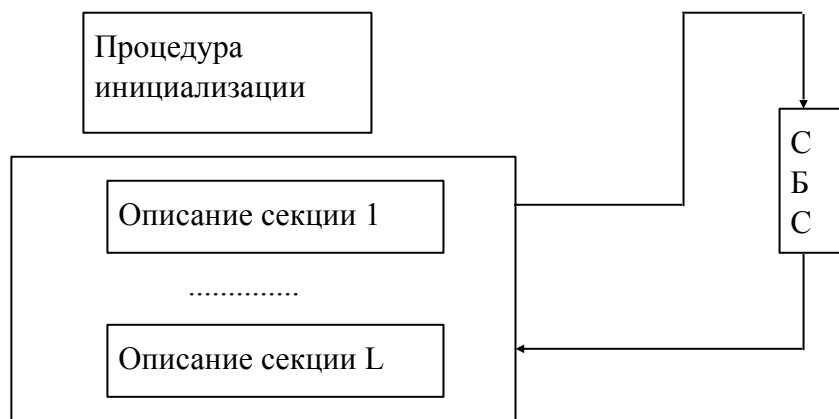 Процедура
инициализации
С
Б
С
Описание секции 1
..............
Описание секции L